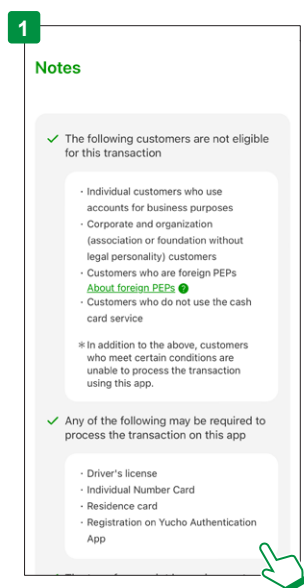 1
Notes
The following customers are not eligible
for this transaction
· Individual customers who use
accounts for business purposes
· Corporate and organization
(association or foundation without
legal personality) customers
· Customers who are foreign PEPs
About foreign PEPs ?
· Customers who do not use the cash
card service
＊In addition to the above, customers
who meet certain conditions are
unable to process the transaction
using this app.
Any of the following may be required to
process the transaction on this app
· Driver's license
· Individual Number Card
· Residence card
· Registration on Yucho Authentication
App